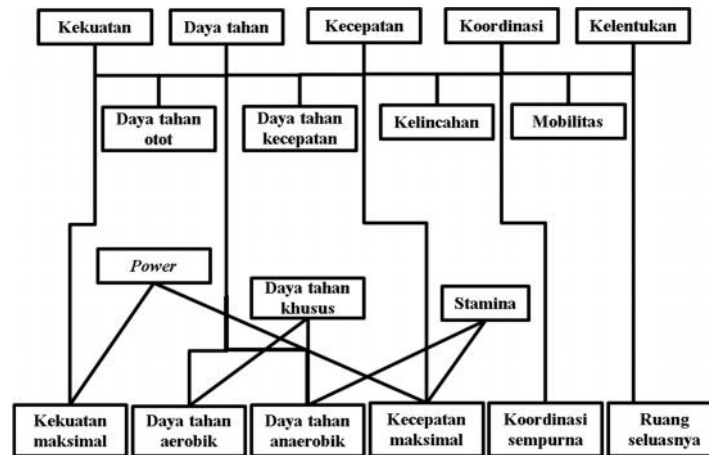 Kekuatan
Daya tahan
Kecepatan
Koordinasi
Kelentukan
Daya tahan
otot
Daya tahan
kecepatan
Kelincahan
Mobilitas
Power
Daya tahan
khusus
Stamina
Kekuatan
maksimal
Daya tahan
aerobik
Daya tahan
anaerobik
Kecepatan
maksimal
Koordinasi
sempurna
Ruang
seluasnya